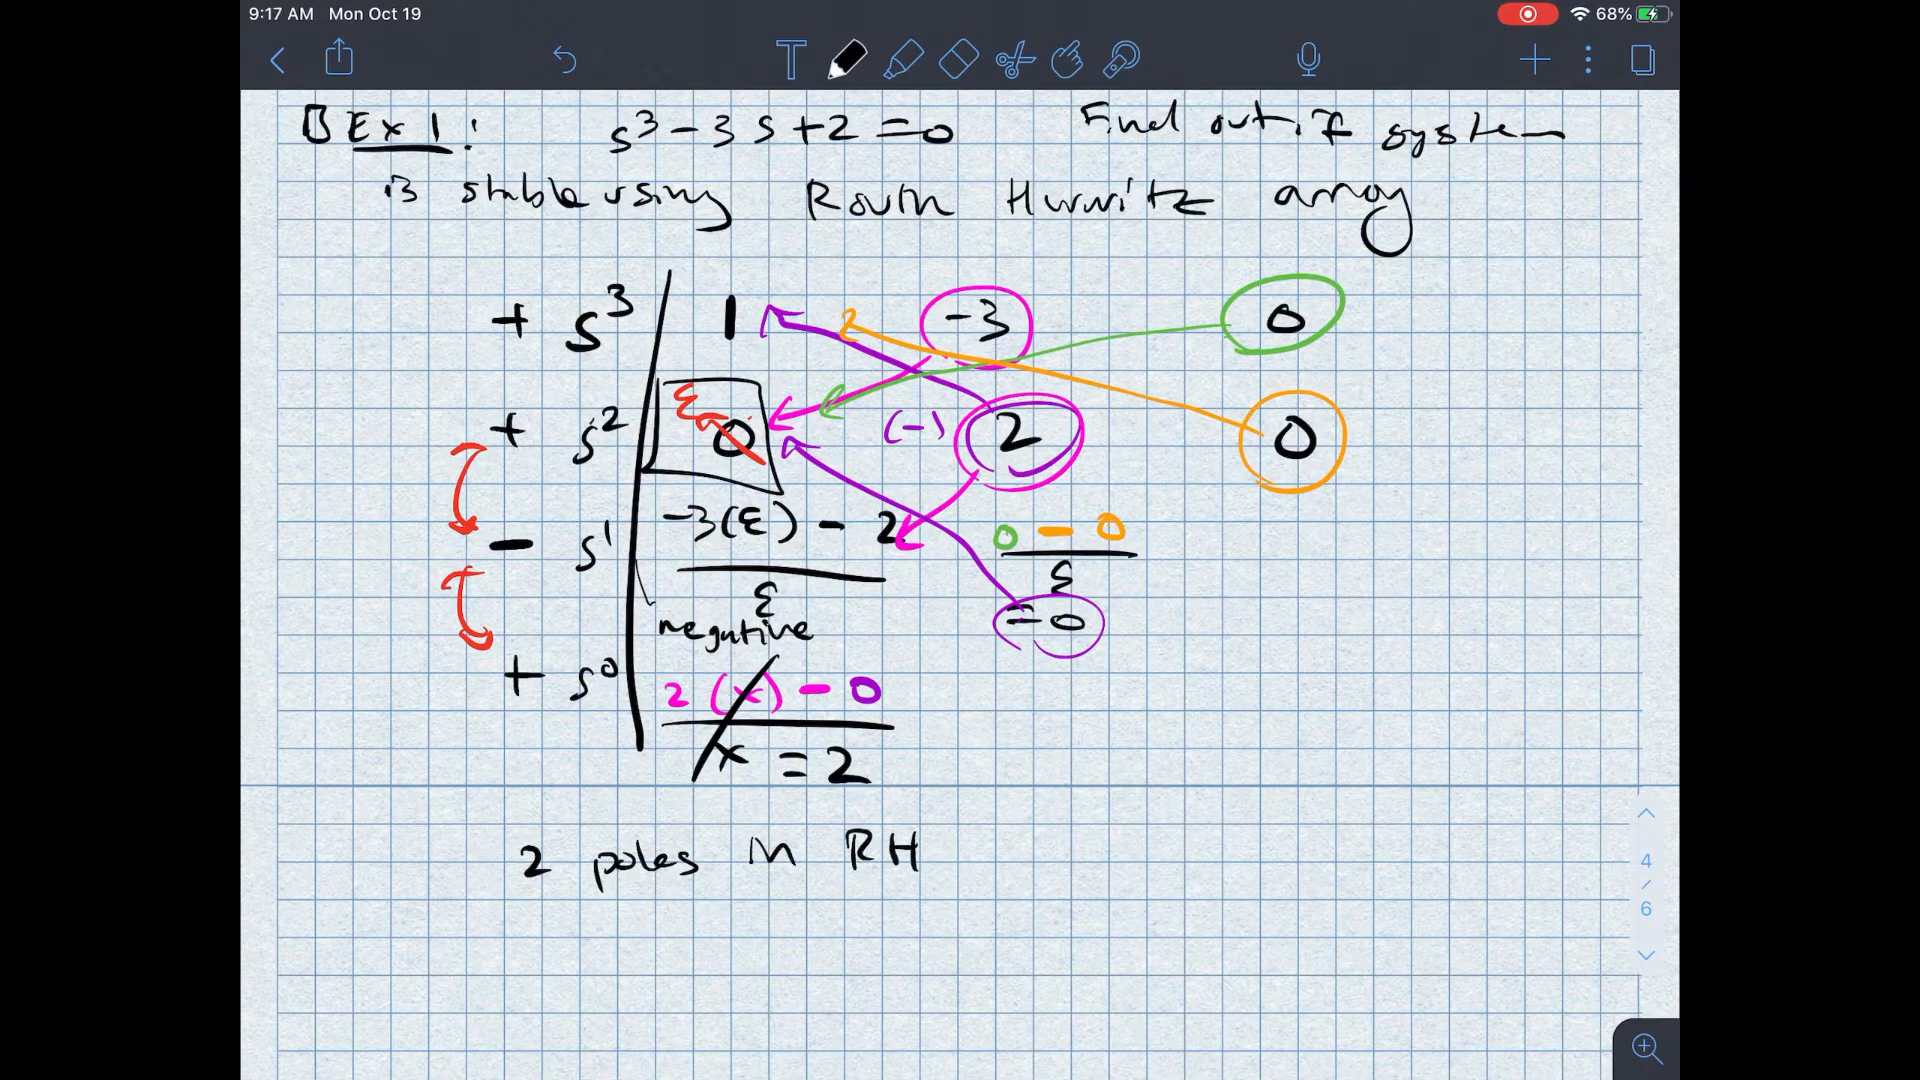 9:17 AM Mon Oct 19
68%
Ex 1: s³ - 3s + 2 = 0 Find out if system
is stable using Routh Hurwitz array
+ s³ 1 -3 0
+ s² ε 0 (-) 2 0
- s¹ -3(ε) - 2 / ε 0 - 0 / ε
negative = 0
+ s⁰ 2 (x) - 0 / x = 2
2 poles in RH
4
/
6